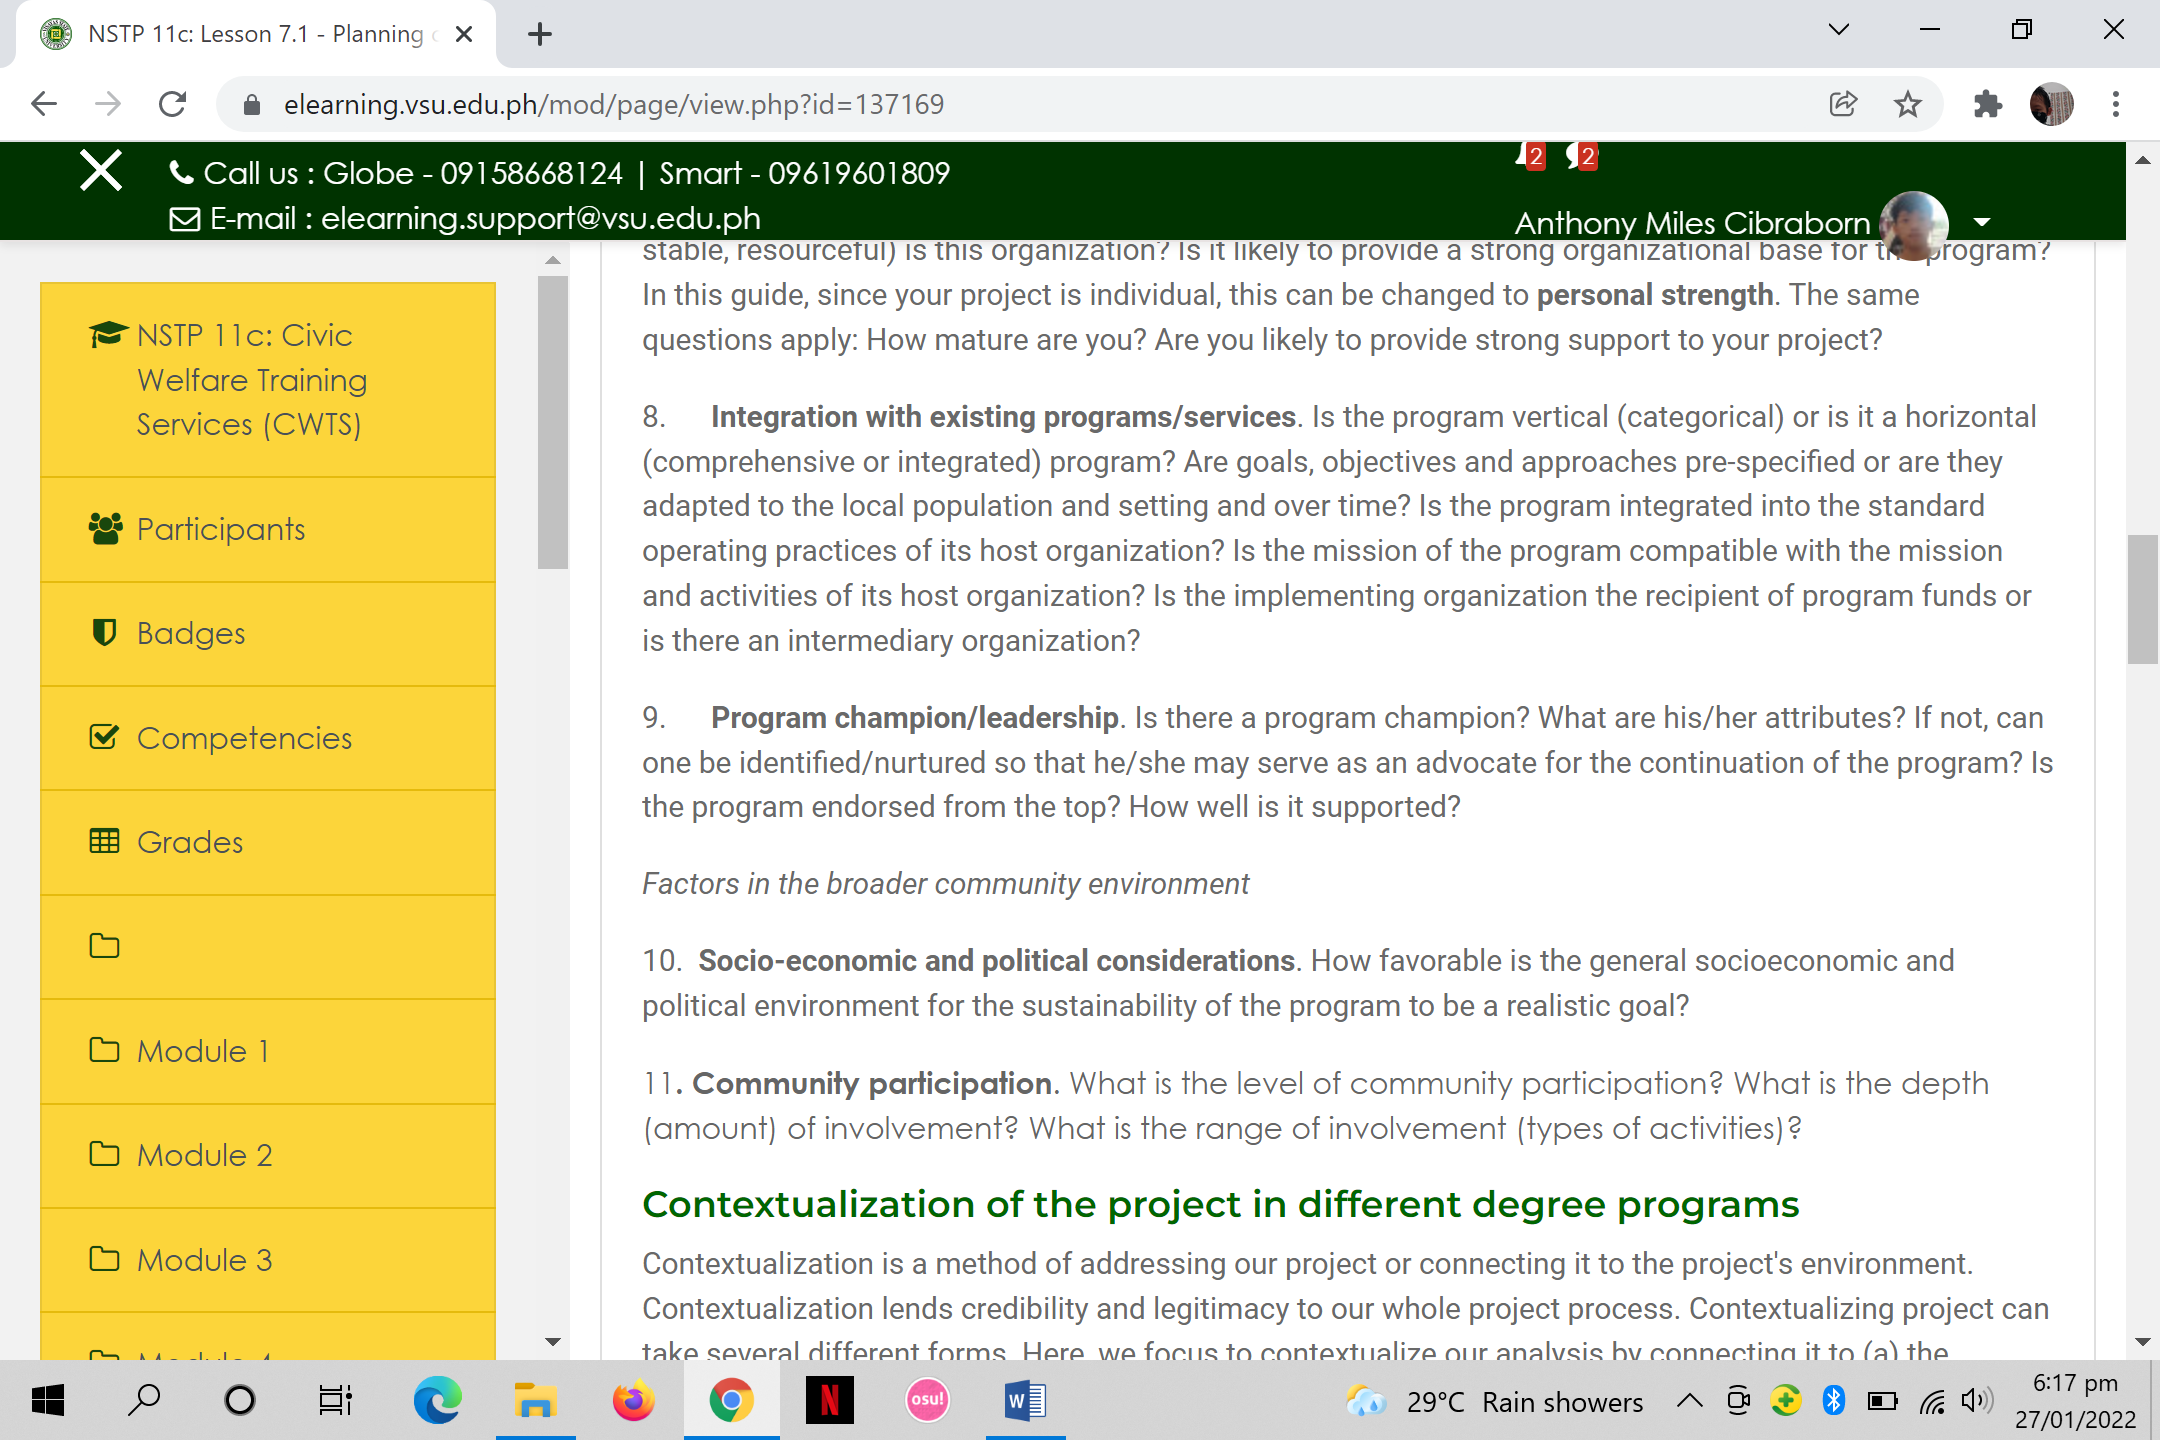 NSTP 11c: Lesson 7.1 - Planning
elearning.vsu.edu.ph/mod/page/view.php?id=137169
Call us : Globe - 09158668124 | Smart - 09619601809
E-mail : elearning.support@vsu.edu.ph
2 2
Anthony Miles Cibraborn
NSTP 11c: Civic
Welfare Training
Services (CWTS)
Participants
Badges
Competencies
Grades
Module 1
Module 2
Module 3
Module 4
stable, resourceful) is this organization? Is it likely to provide a strong organizational base for the program?
In this guide, since your project is individual, this can be changed to personal strength. The same
questions apply: How mature are you? Are you likely to provide strong support to your project?
8. Integration with existing programs/services. Is the program vertical (categorical) or is it a horizontal
(comprehensive or integrated) program? Are goals, objectives and approaches pre-specified or are they
adapted to the local population and setting and over time? Is the program integrated into the standard
operating practices of its host organization? Is the mission of the program compatible with the mission
and activities of its host organization? Is the implementing organization the recipient of program funds or
is there an intermediary organization?
9. Program champion/leadership. Is there a program champion? What are his/her attributes? If not, can
one be identified/nurtured so that he/she may serve as an advocate for the continuation of the program? Is
the program endorsed from the top? How well is it supported?
Factors in the broader community environment
10. Socio-economic and political considerations. How favorable is the general socioeconomic and
political environment for the sustainability of the program to be a realistic goal?
11. Community participation. What is the level of community participation? What is the depth
(amount) of involvement? What is the range of involvement (types of activities)?
Contextualization of the project in different degree programs
Contextualization is a method of addressing our project or connecting it to the project's environment.
Contextualization lends credibility and legitimacy to our whole project process. Contextualizing project can
take several different forms. Here, we focus to contextualize our analysis by connecting it to (a) the
N
osu!
W
29°C Rain showers
6:17 pm
27/01/2022